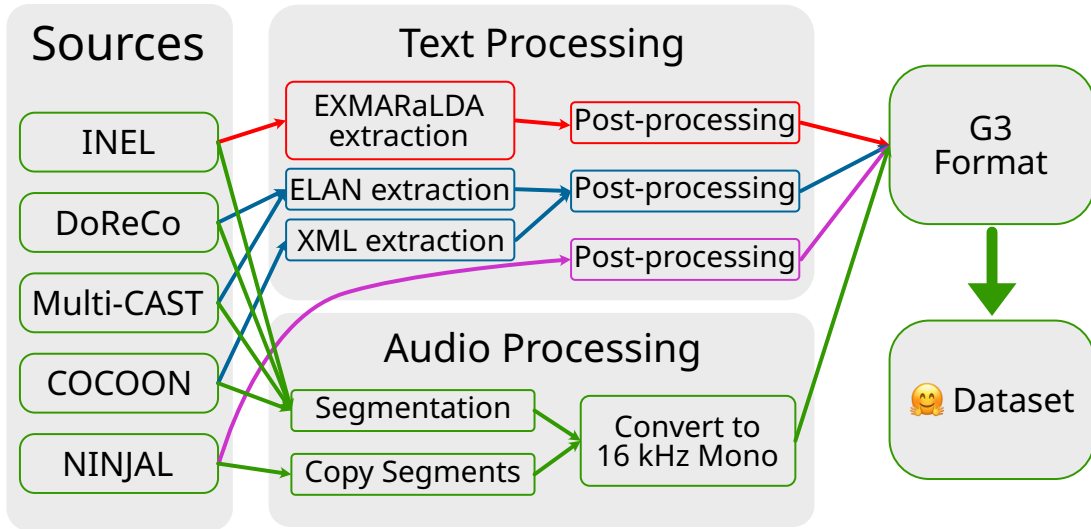 Sources
INEL
DoReCo
Multi-CAST
COCOON
NINJAL
Text Processing
EXMARaLDA
extraction
Post-processing
ELAN extraction
Post-processing
XML extraction
Post-processing
Audio Processing
Segmentation
Copy Segments
Convert to
16 kHz Mono
G3
Format
🤗 Dataset